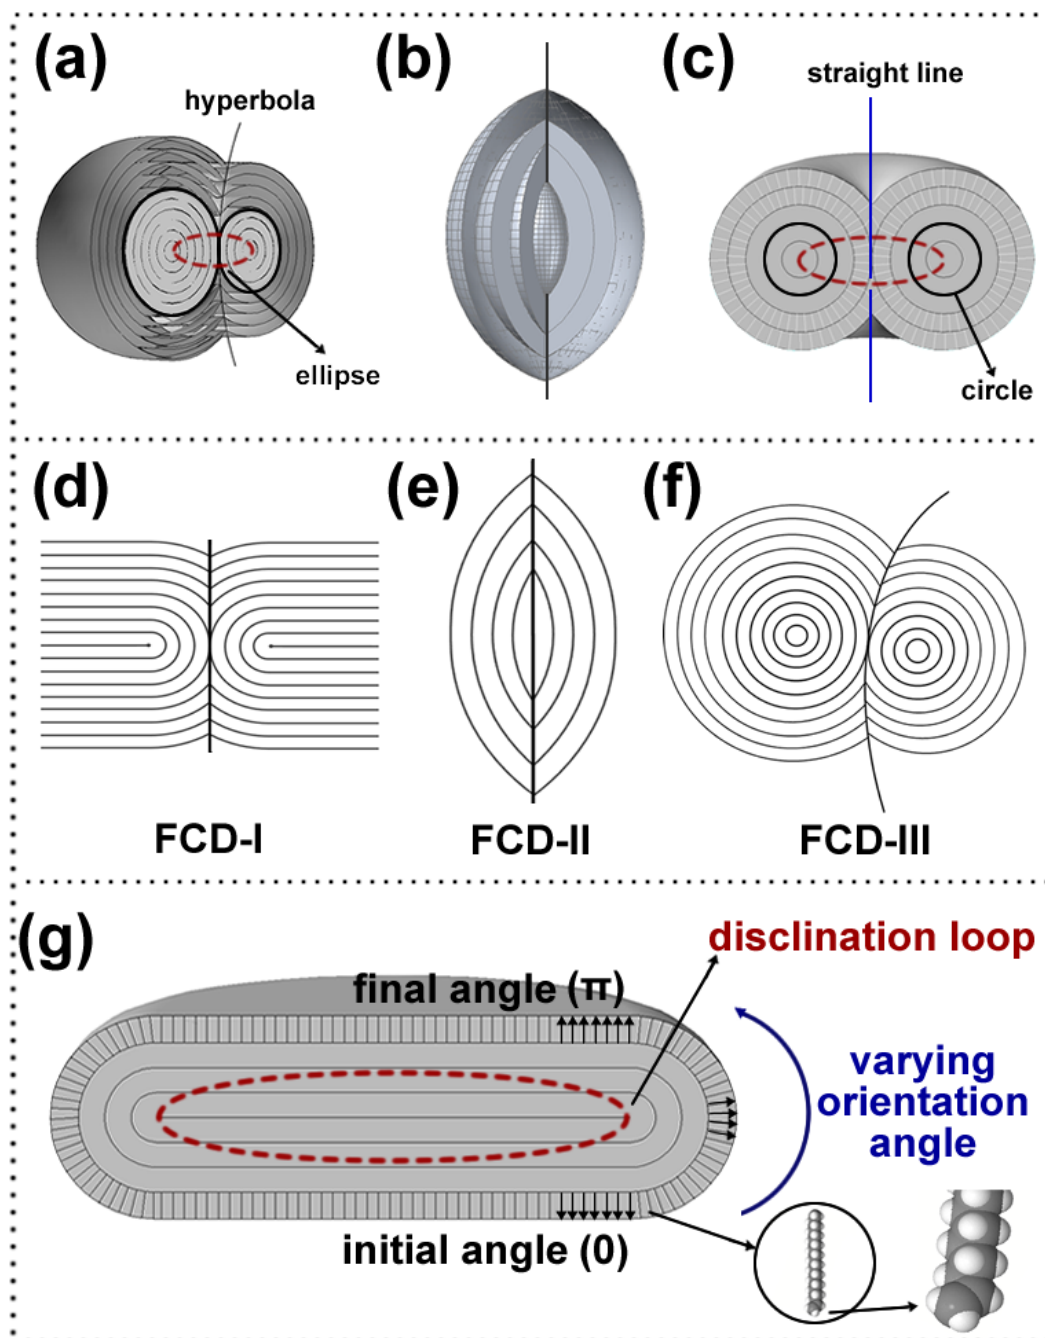 (a)
(b)
(c)
hyperbola
straight line
ellipse
circle
(d)
(e)
(f)
FCD-I
FCD-II
FCD-III
(g)
disclination loop
final angle (π)
varying
orientation
angle
initial angle (0)